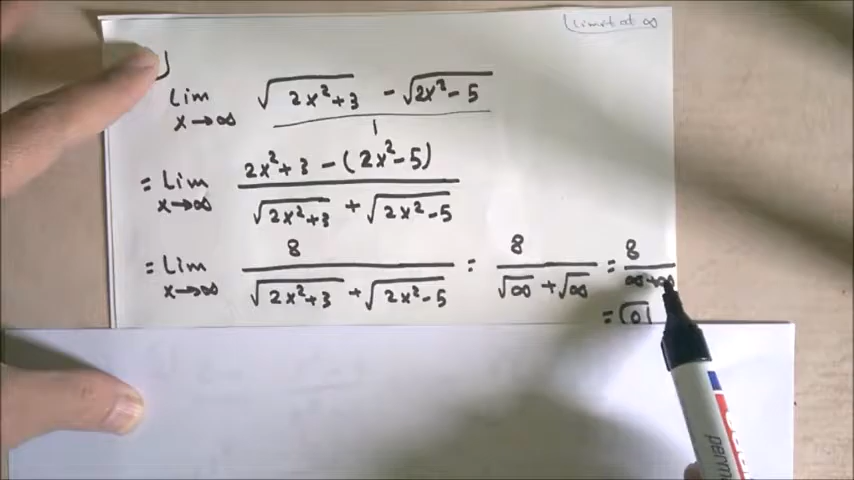 Limit at ∞
Lim x→∞ √(2x²+3) - √(2x²-5) / 1
= Lim x→∞ (2x²+3 - (2x²-5)) / (√(2x²+3) + √(2x²-5))
= Lim x→∞ 8 / (√(2x²+3) + √(2x²-5)) = 8 / (√∞ + √∞) = 8 / (∞+∞)
= 0
perm